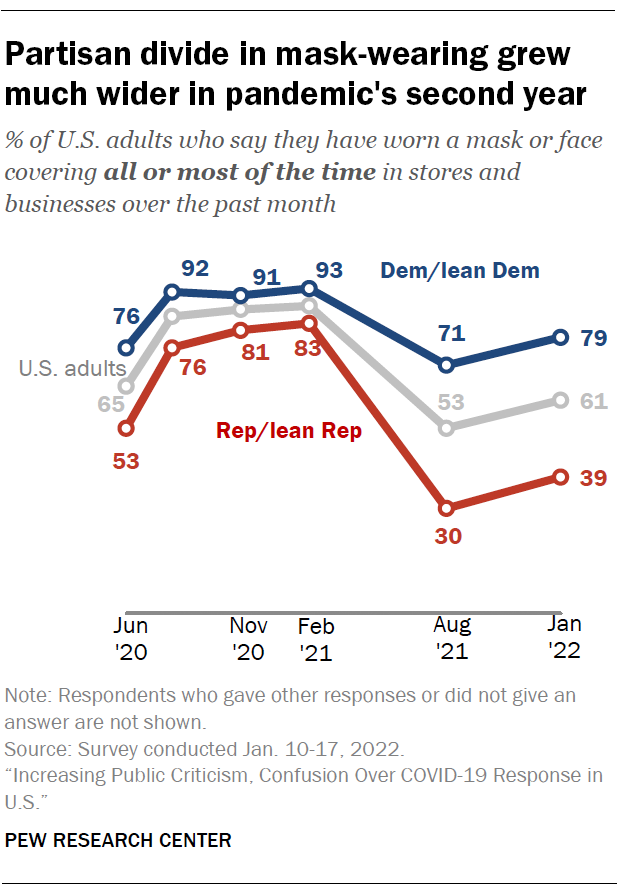 Partisan divide in mask-wearing grew
much wider in pandemic's second year
% of U.S. adults who say they have worn a mask or face
covering all or most of the time in stores and
businesses over the past month
Dem/lean Dem
76 92 91 93 71 79
U.S. adults
65 53 61
Rep/lean Rep
53 76 81 83 30 39
Jun Nov Feb Aug Jan
'20 '20 '21 '21 '22
Note: Respondents who gave other responses or did not give an
answer are not shown.
Source: Survey conducted Jan. 10-17, 2022.
“Increasing Public Criticism, Confusion Over COVID-19 Response in
U.S.”
PEW RESEARCH CENTER